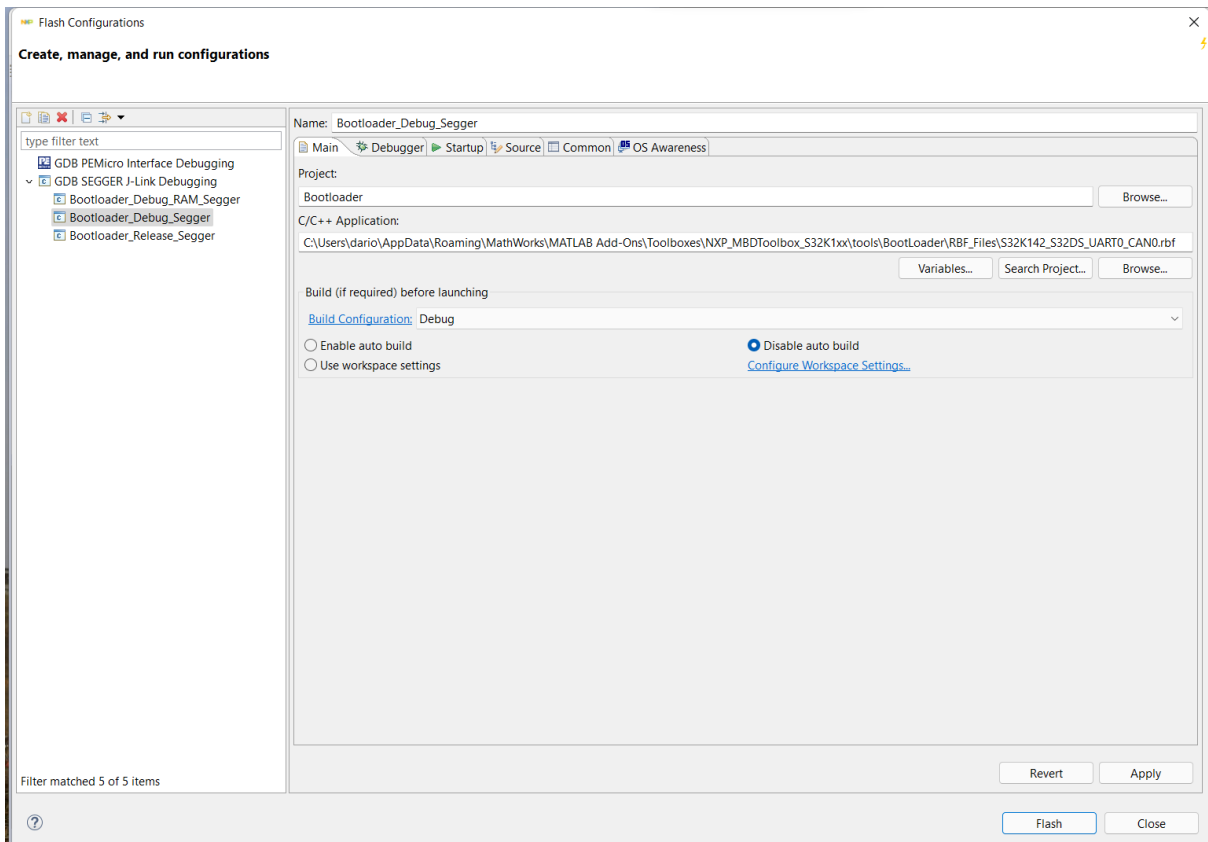 Flash Configurations
Create, manage, and run configurations
type filter text
GDB PEMicro Interface Debugging
GDB SEGGER J-Link Debugging
Bootloader_Debug_RAM_Segger
Bootloader_Debug_Segger
Bootloader_Release_Segger
Filter matched 5 of 5 items
Name: Bootloader_Debug_Segger
Main Debugger Startup Source Common OS Awareness
Project:
Bootloader Browse...
C/C++ Application:
C:\Users\dario\AppData\Roaming\MathWorks\MATLAB Add-Ons\Toolboxes\NXP_MBDToolbox_S32K1xx\tools\BootLoader\RBF_Files\S32K142_S32DS_UART0_CAN0.rbf
Variables... Search Project... Browse...
Build (if required) before launching
Build Configuration: Debug
Enable auto build Disable auto build
Use workspace settings Configure Workspace Settings...
Revert Apply
? Flash Close